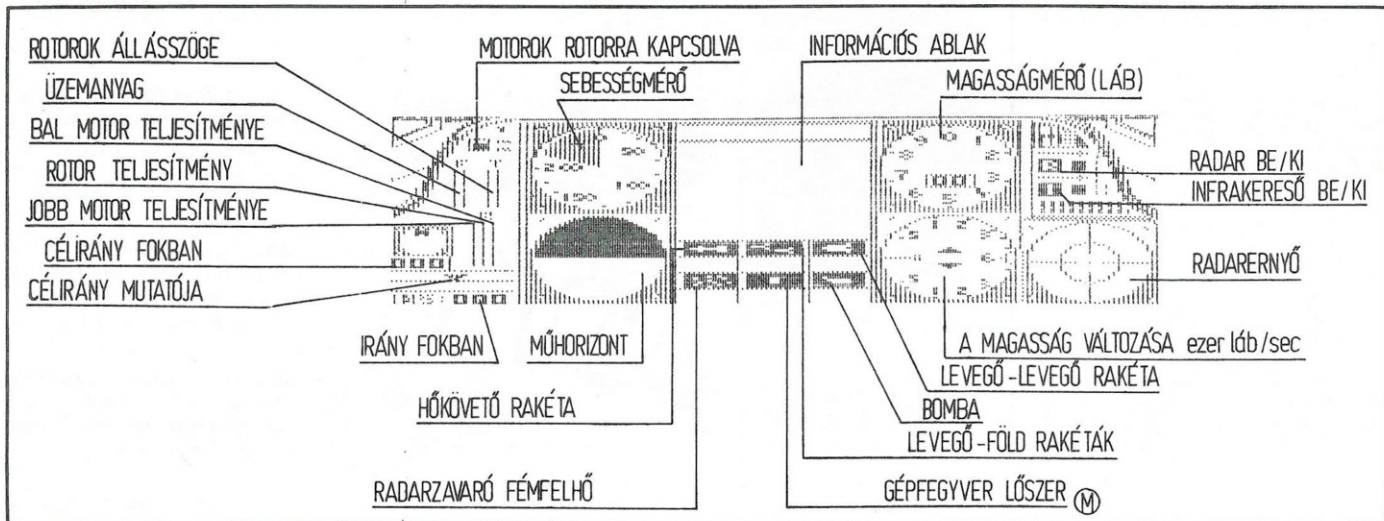 ROTOROK ÁLLÁSSZÖGE
ÜZEMANYAG
BAL MOTOR TELJESÍTMÉNYE
ROTOR TELJESÍTMÉNY
JOBB MOTOR TELJESÍTMÉNYE
CÉLIRÁNY FOKBAN
CÉLIRÁNY MUTATÓJA
IRÁNY FOKBAN
MOTOROK ROTORRA KAPCSOLVA
SEBESSÉGMÉRŐ
INFORMÁCIÓS ABLAK
MAGASSÁGMÉRŐ (LÁB)
RADAR BE/KI
INFRAKERESŐ BE/KI
RADARERNYŐ
MŰHORIZONT
A MAGASSÁG VÁLTOZÁSA ezer láb/sec
LEVEGŐ-LEVEGŐ RAKÉTA
HŐKÖVETŐ RAKÉTA
BOMBA
LEVEGŐ-FÖLD RAKÉTÁK
RADARZAVARÓ FÉMFELHŐ
GÉPFEGYVER LŐSZER M